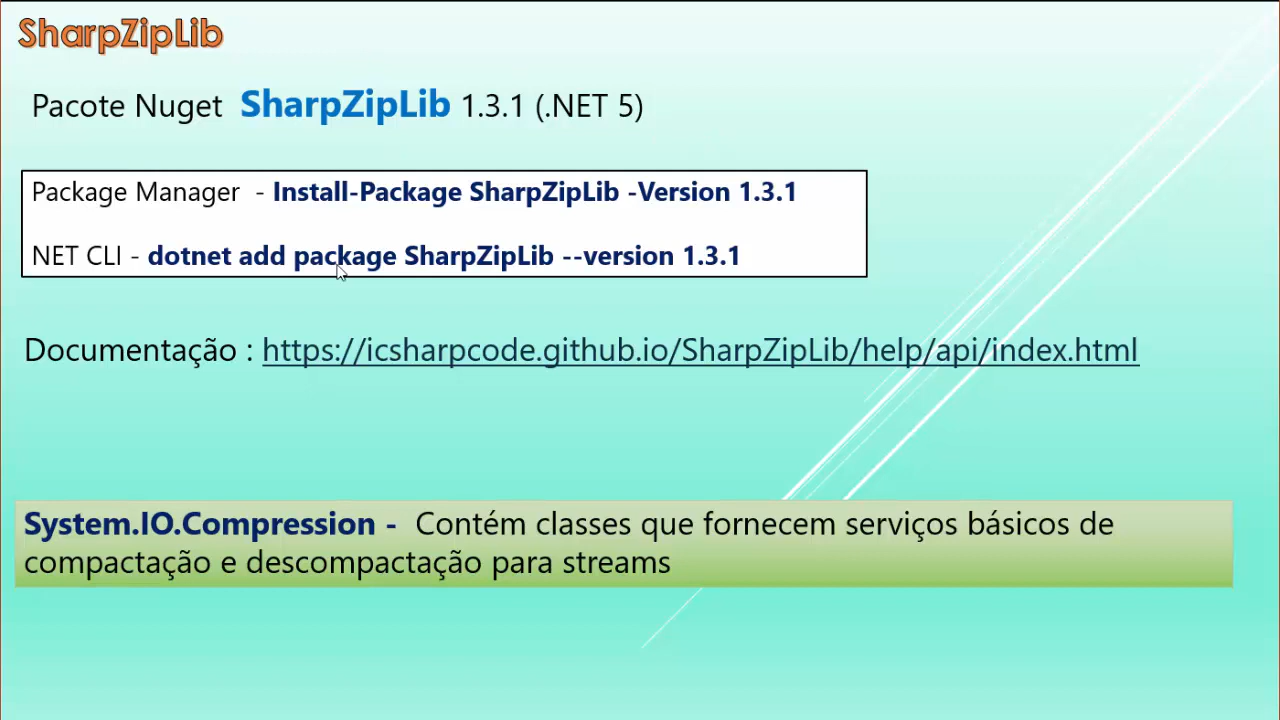 SharpZipLib
Pacote Nuget SharpZipLib 1.3.1 (.NET 5)
Package Manager - Install-Package SharpZipLib -Version 1.3.1
NET CLI - dotnet add package SharpZipLib --version 1.3.1
Documentação : https://icsharpcode.github.io/SharpZipLib/help/api/index.html
System.IO.Compression - Contém classes que fornecem serviços básicos de
compactação e descompactação para streams